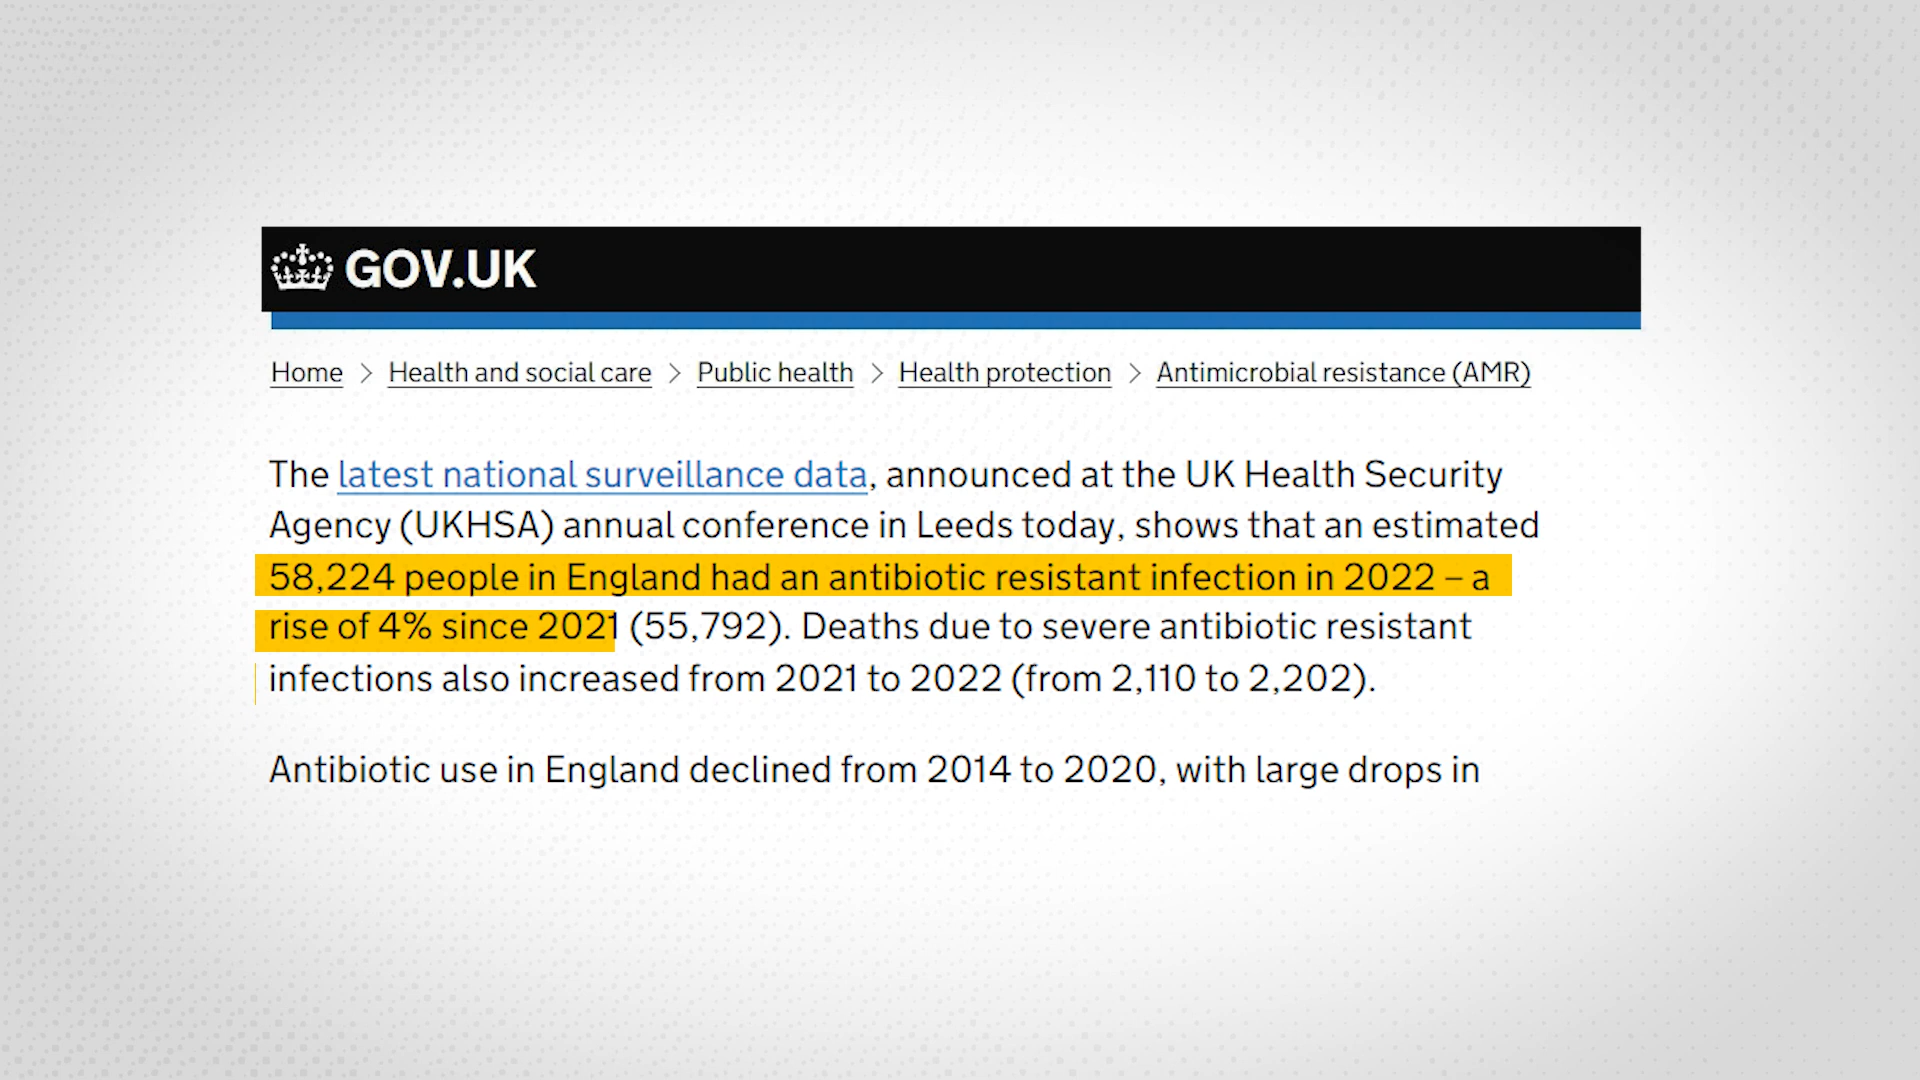 GOV.UK
Home > Health and social care > Public health > Health protection > Antimicrobial resistance (AMR)
The latest national surveillance data, announced at the UK Health Security
Agency (UKHSA) annual conference in Leeds today, shows that an estimated
58,224 people in England had an antibiotic resistant infection in 2022 – a
rise of 4% since 2021 (55,792). Deaths due to severe antibiotic resistant
infections also increased from 2021 to 2022 (from 2,110 to 2,202).
Antibiotic use in England declined from 2014 to 2020, with large drops in